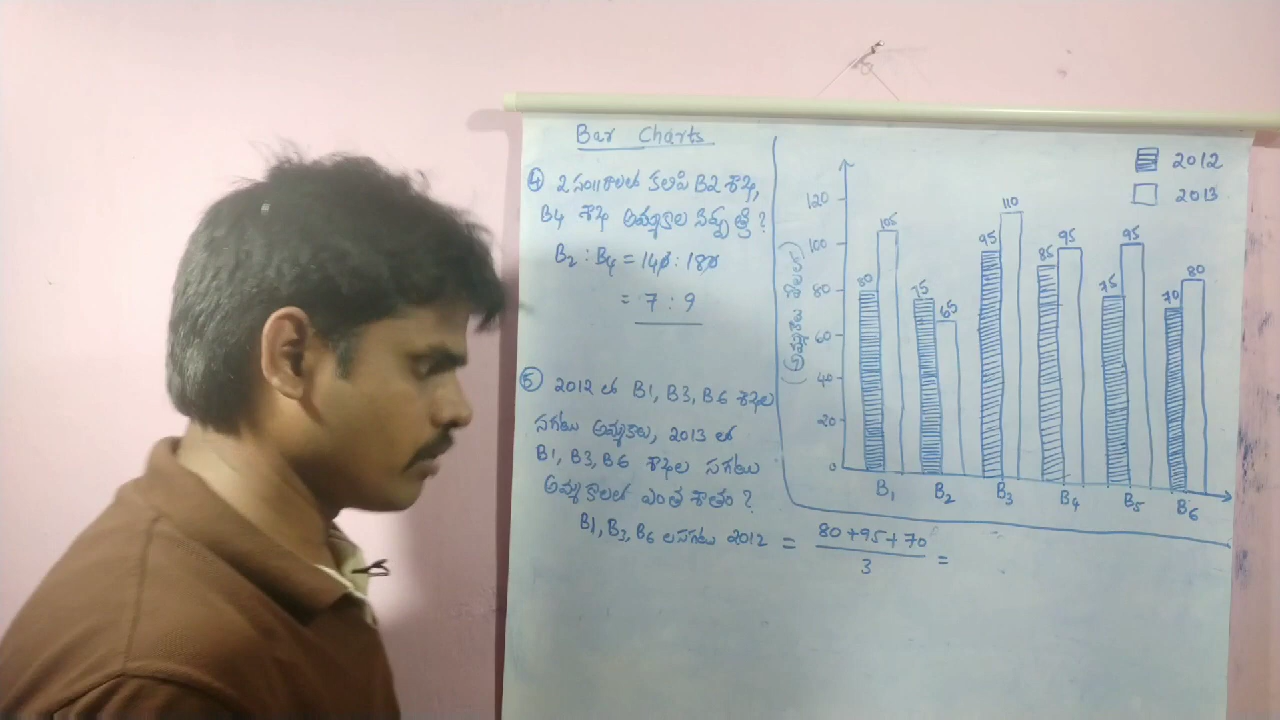 Bar Charts
④ 2 సం||రాలలో కలిపి B2 శాఖ,
B4 శాఖ అమ్మకాల నిష్పత్తి ?
B2 : B4 = 140 : 180
= 7 : 9
⑤ 2012 లో B1, B3, B6 శాఖల
సగటు అమ్మకాలు, 2013 లో
B1, B3, B6 శాఖల సగటు
అమ్మకాలలో ఎంత శాతం ?
B1, B3, B6 ల సగటు 2012 = 80+95+70 / 3 =
2012
2013
120
100
80
60
40
20
0
80 105
75 65
95 110
85 95
75 95
70 80
B1 B2 B3 B4 B5 B6